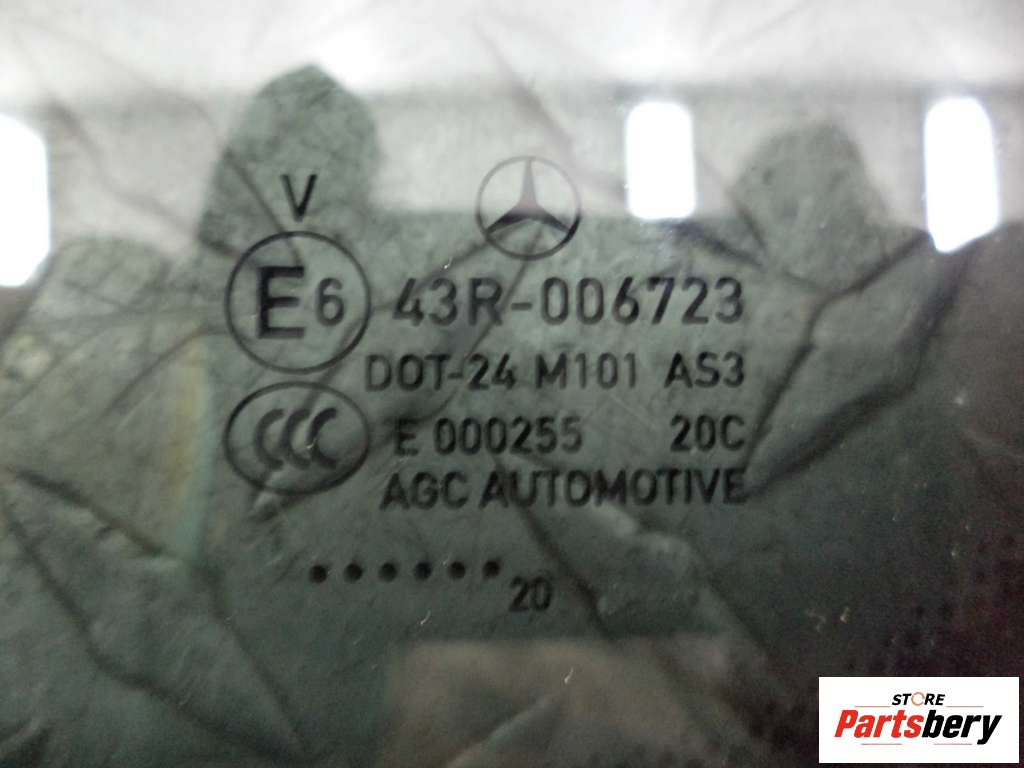 V
E6 43R-006723
DOT-24 M101 AS3
CCC E 000255 20C
AGC AUTOMOTIVE
......20
STORE
Partsbery